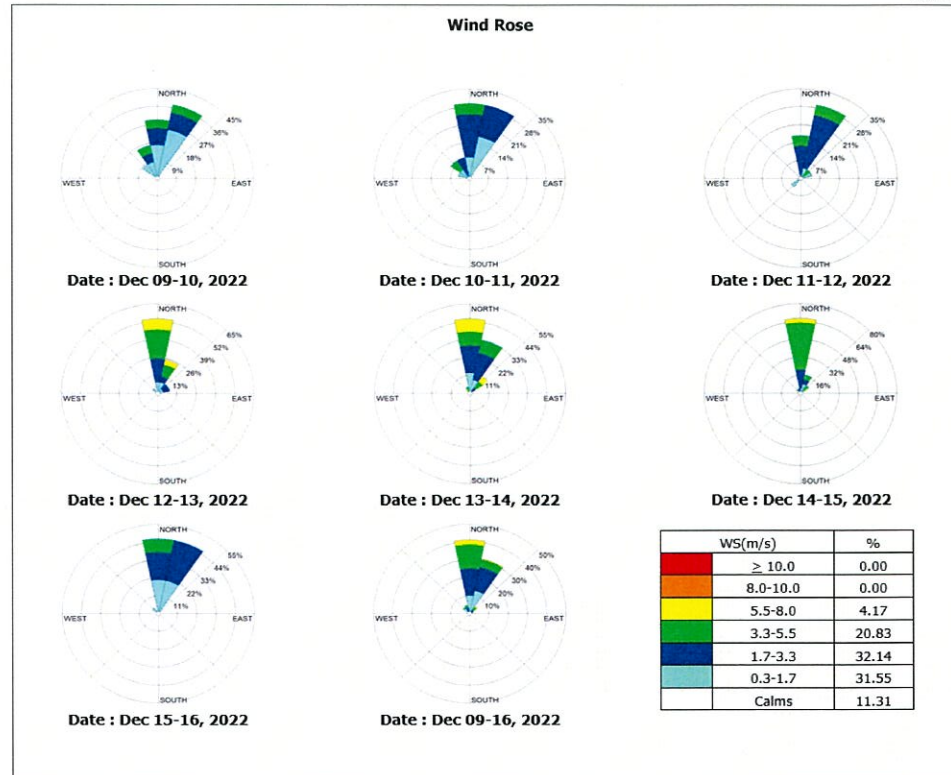 Wind Rose
NORTH
45%
36%
27%
18%
9%
WEST
EAST
SOUTH
Date : Dec 09-10, 2022
NORTH
35%
28%
21%
14%
7%
WEST
EAST
SOUTH
Date : Dec 10-11, 2022
NORTH
35%
28%
21%
14%
7%
WEST
EAST
SOUTH
Date : Dec 11-12, 2022
NORTH
65%
52%
39%
26%
13%
WEST
EAST
SOUTH
Date : Dec 12-13, 2022
NORTH
55%
44%
33%
22%
11%
WEST
EAST
SOUTH
Date : Dec 13-14, 2022
NORTH
80%
64%
48%
32%
16%
WEST
EAST
SOUTH
Date : Dec 14-15, 2022
NORTH
55%
44%
33%
22%
11%
WEST
EAST
SOUTH
Date : Dec 15-16, 2022
NORTH
50%
40%
30%
20%
10%
WEST
EAST
SOUTH
Date : Dec 09-16, 2022
WS(m/s) %
≥ 10.0 0.00
8.0-10.0 0.00
5.5-8.0 4.17
3.3-5.5 20.83
1.7-3.3 32.14
0.3-1.7 31.55
Calms 11.31